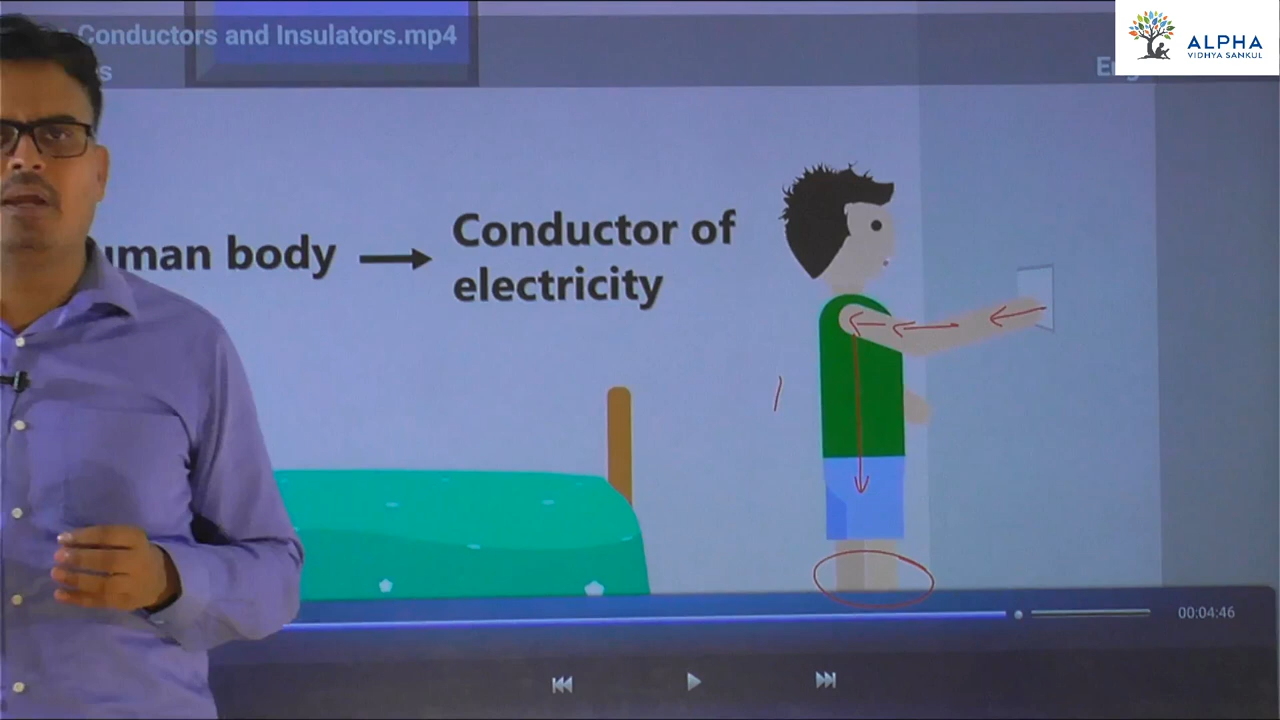 Conductors and Insulators.mp4
ALPHA
VIDHYA SANKUL
uman body → Conductor of
electricity
00:04:46